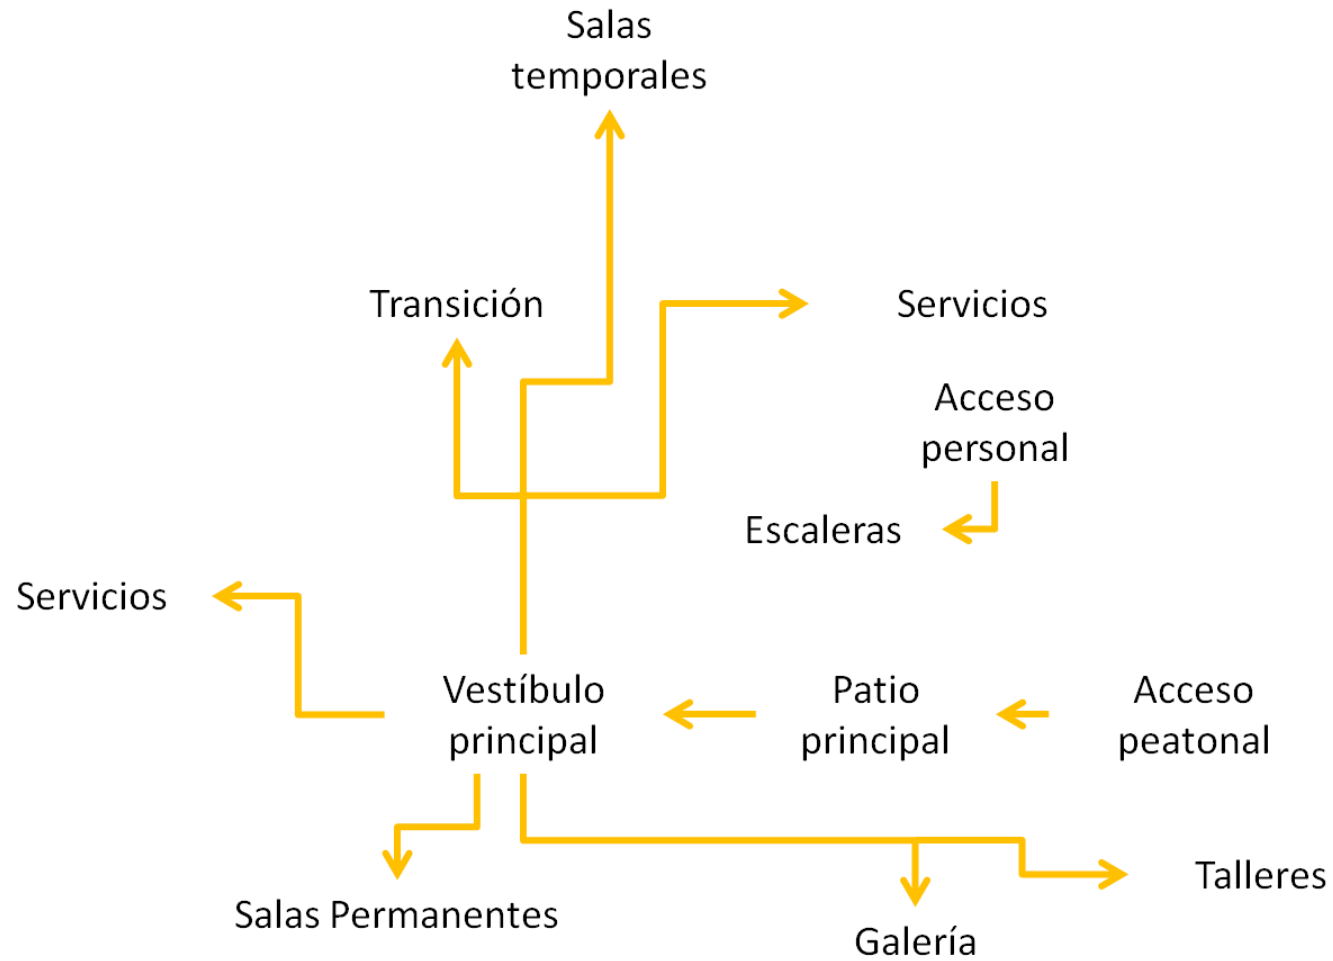 Salas
temporales
Transición
Servicios
Acceso
personal
Escaleras
Servicios
Vestíbulo
principal
Patio
principal
Acceso
peatonal
Talleres
Salas Permanentes
Galería